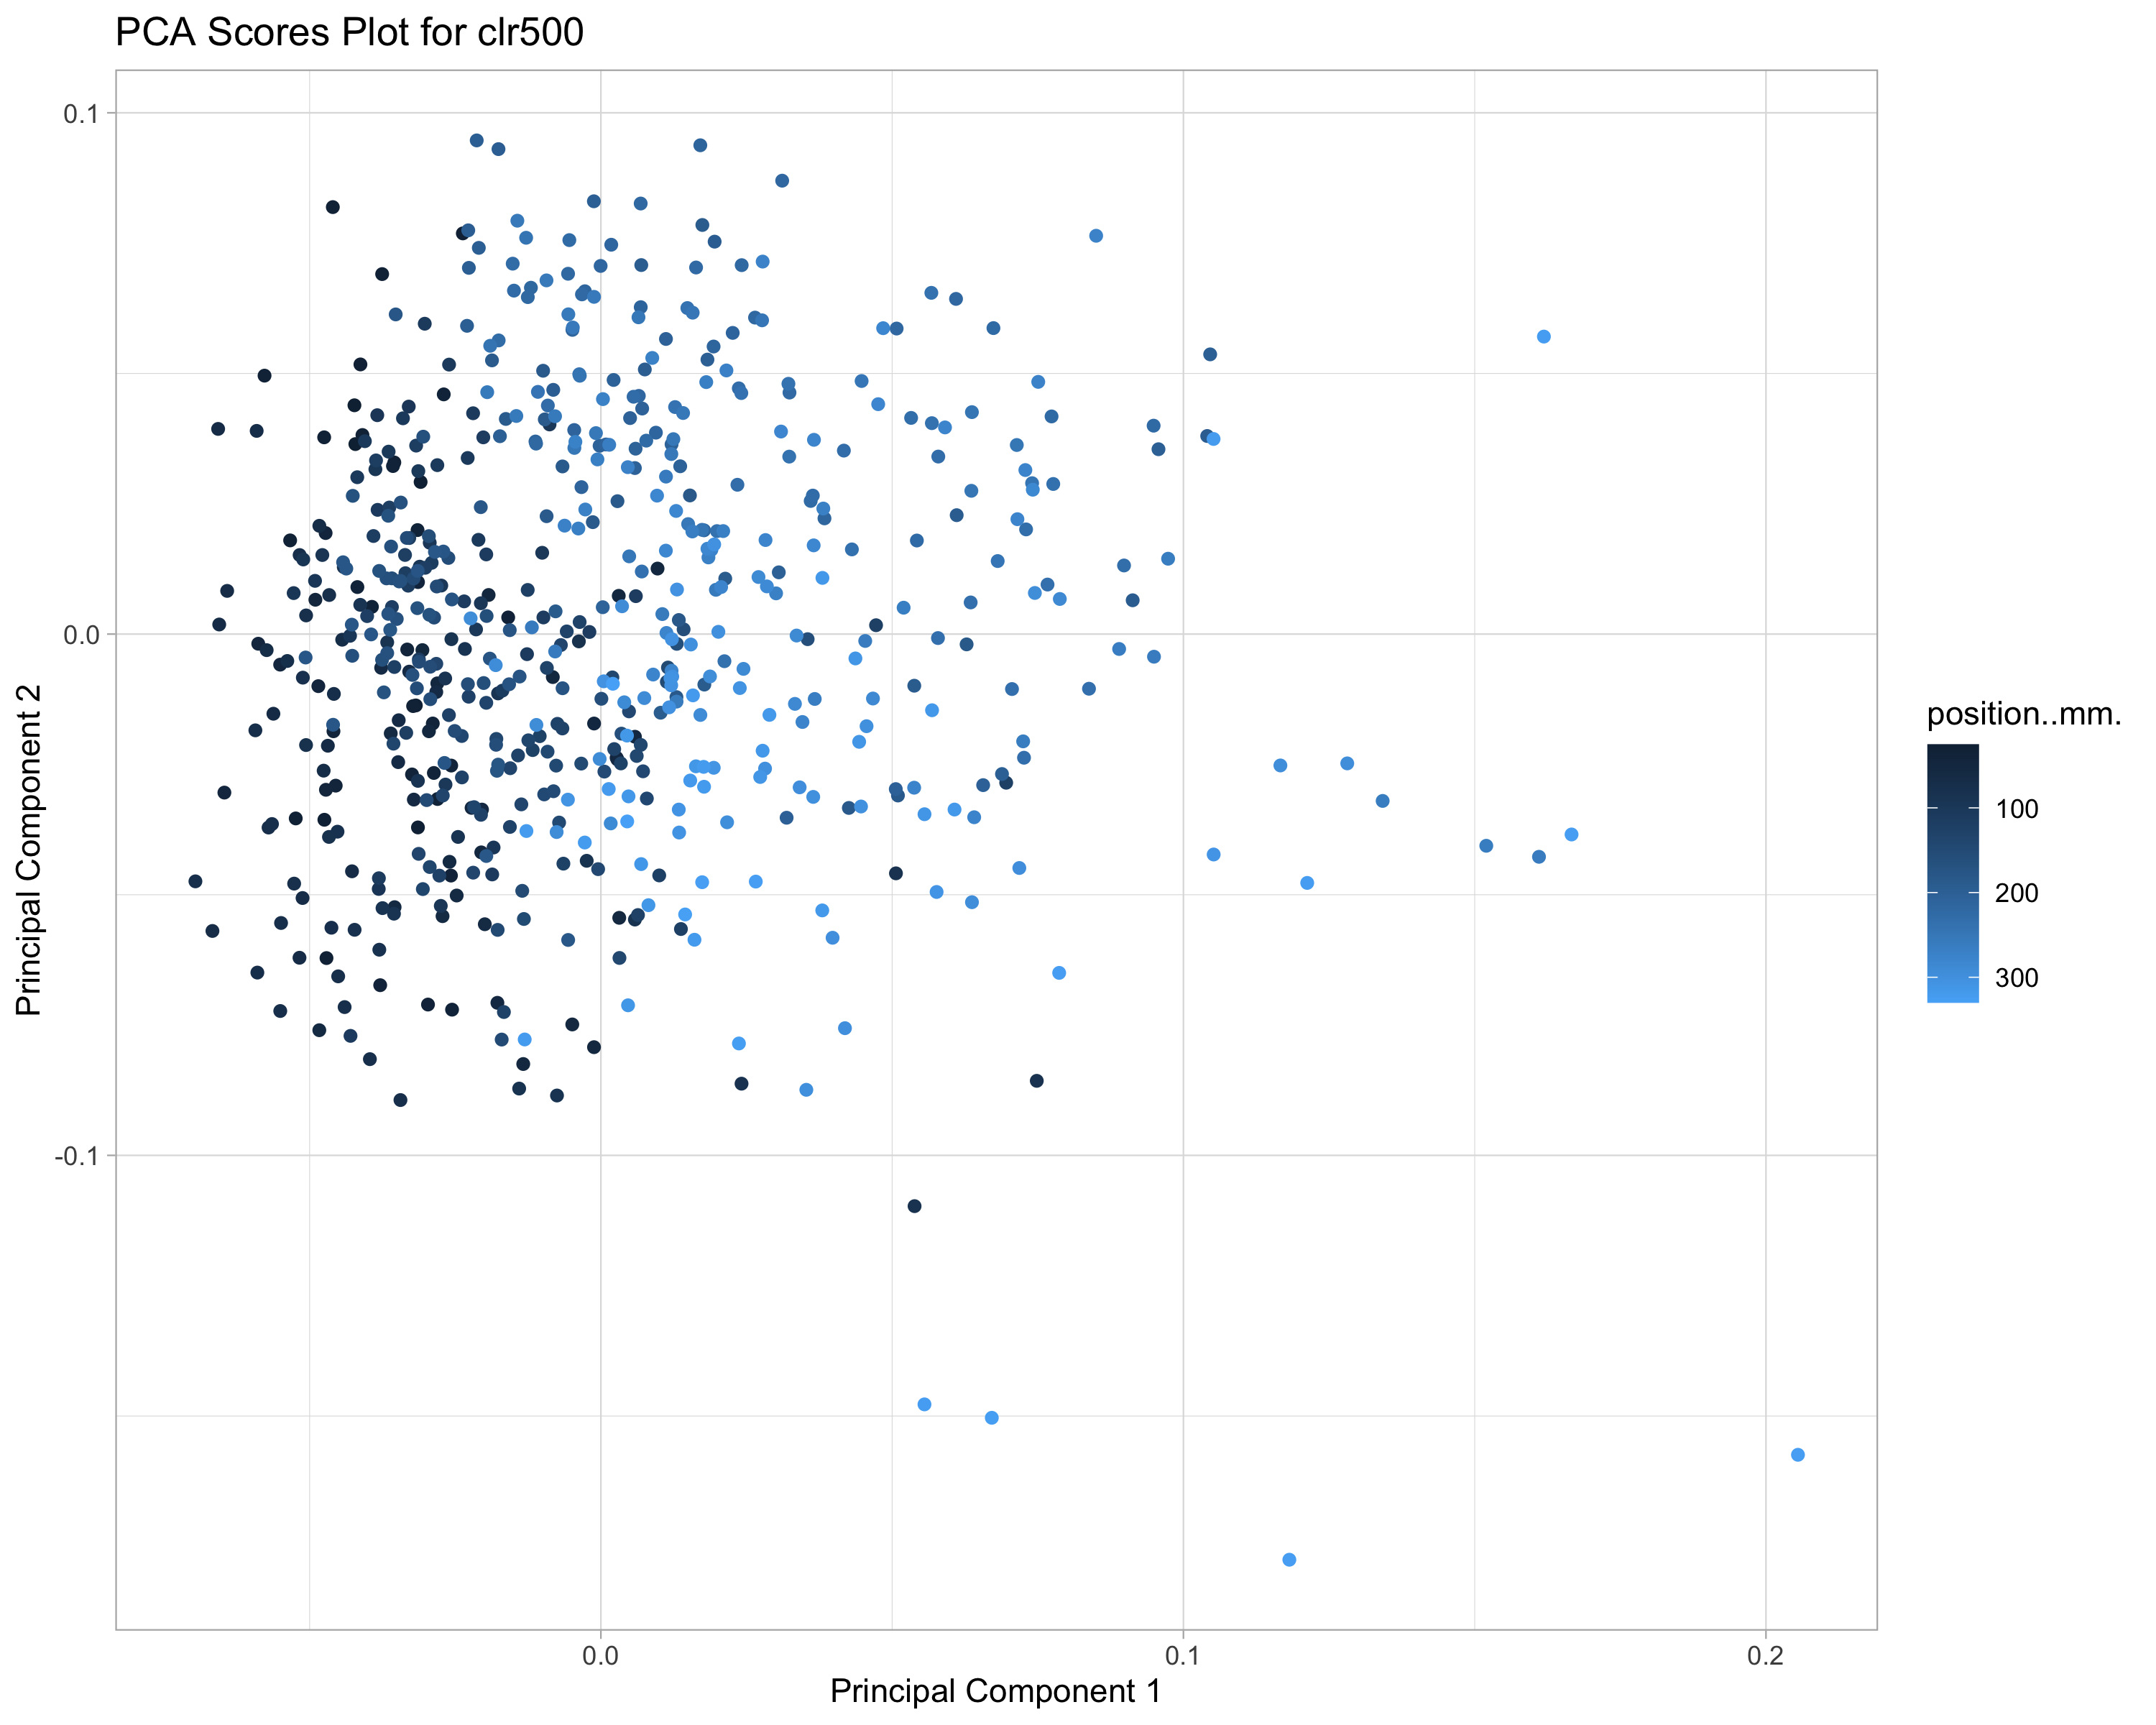 PCA Scores Plot for clr500
0.1
0.0
-0.1
Principal Component 2
0.0
0.1
0.2
Principal Component 1
position..mm.
100
200
300